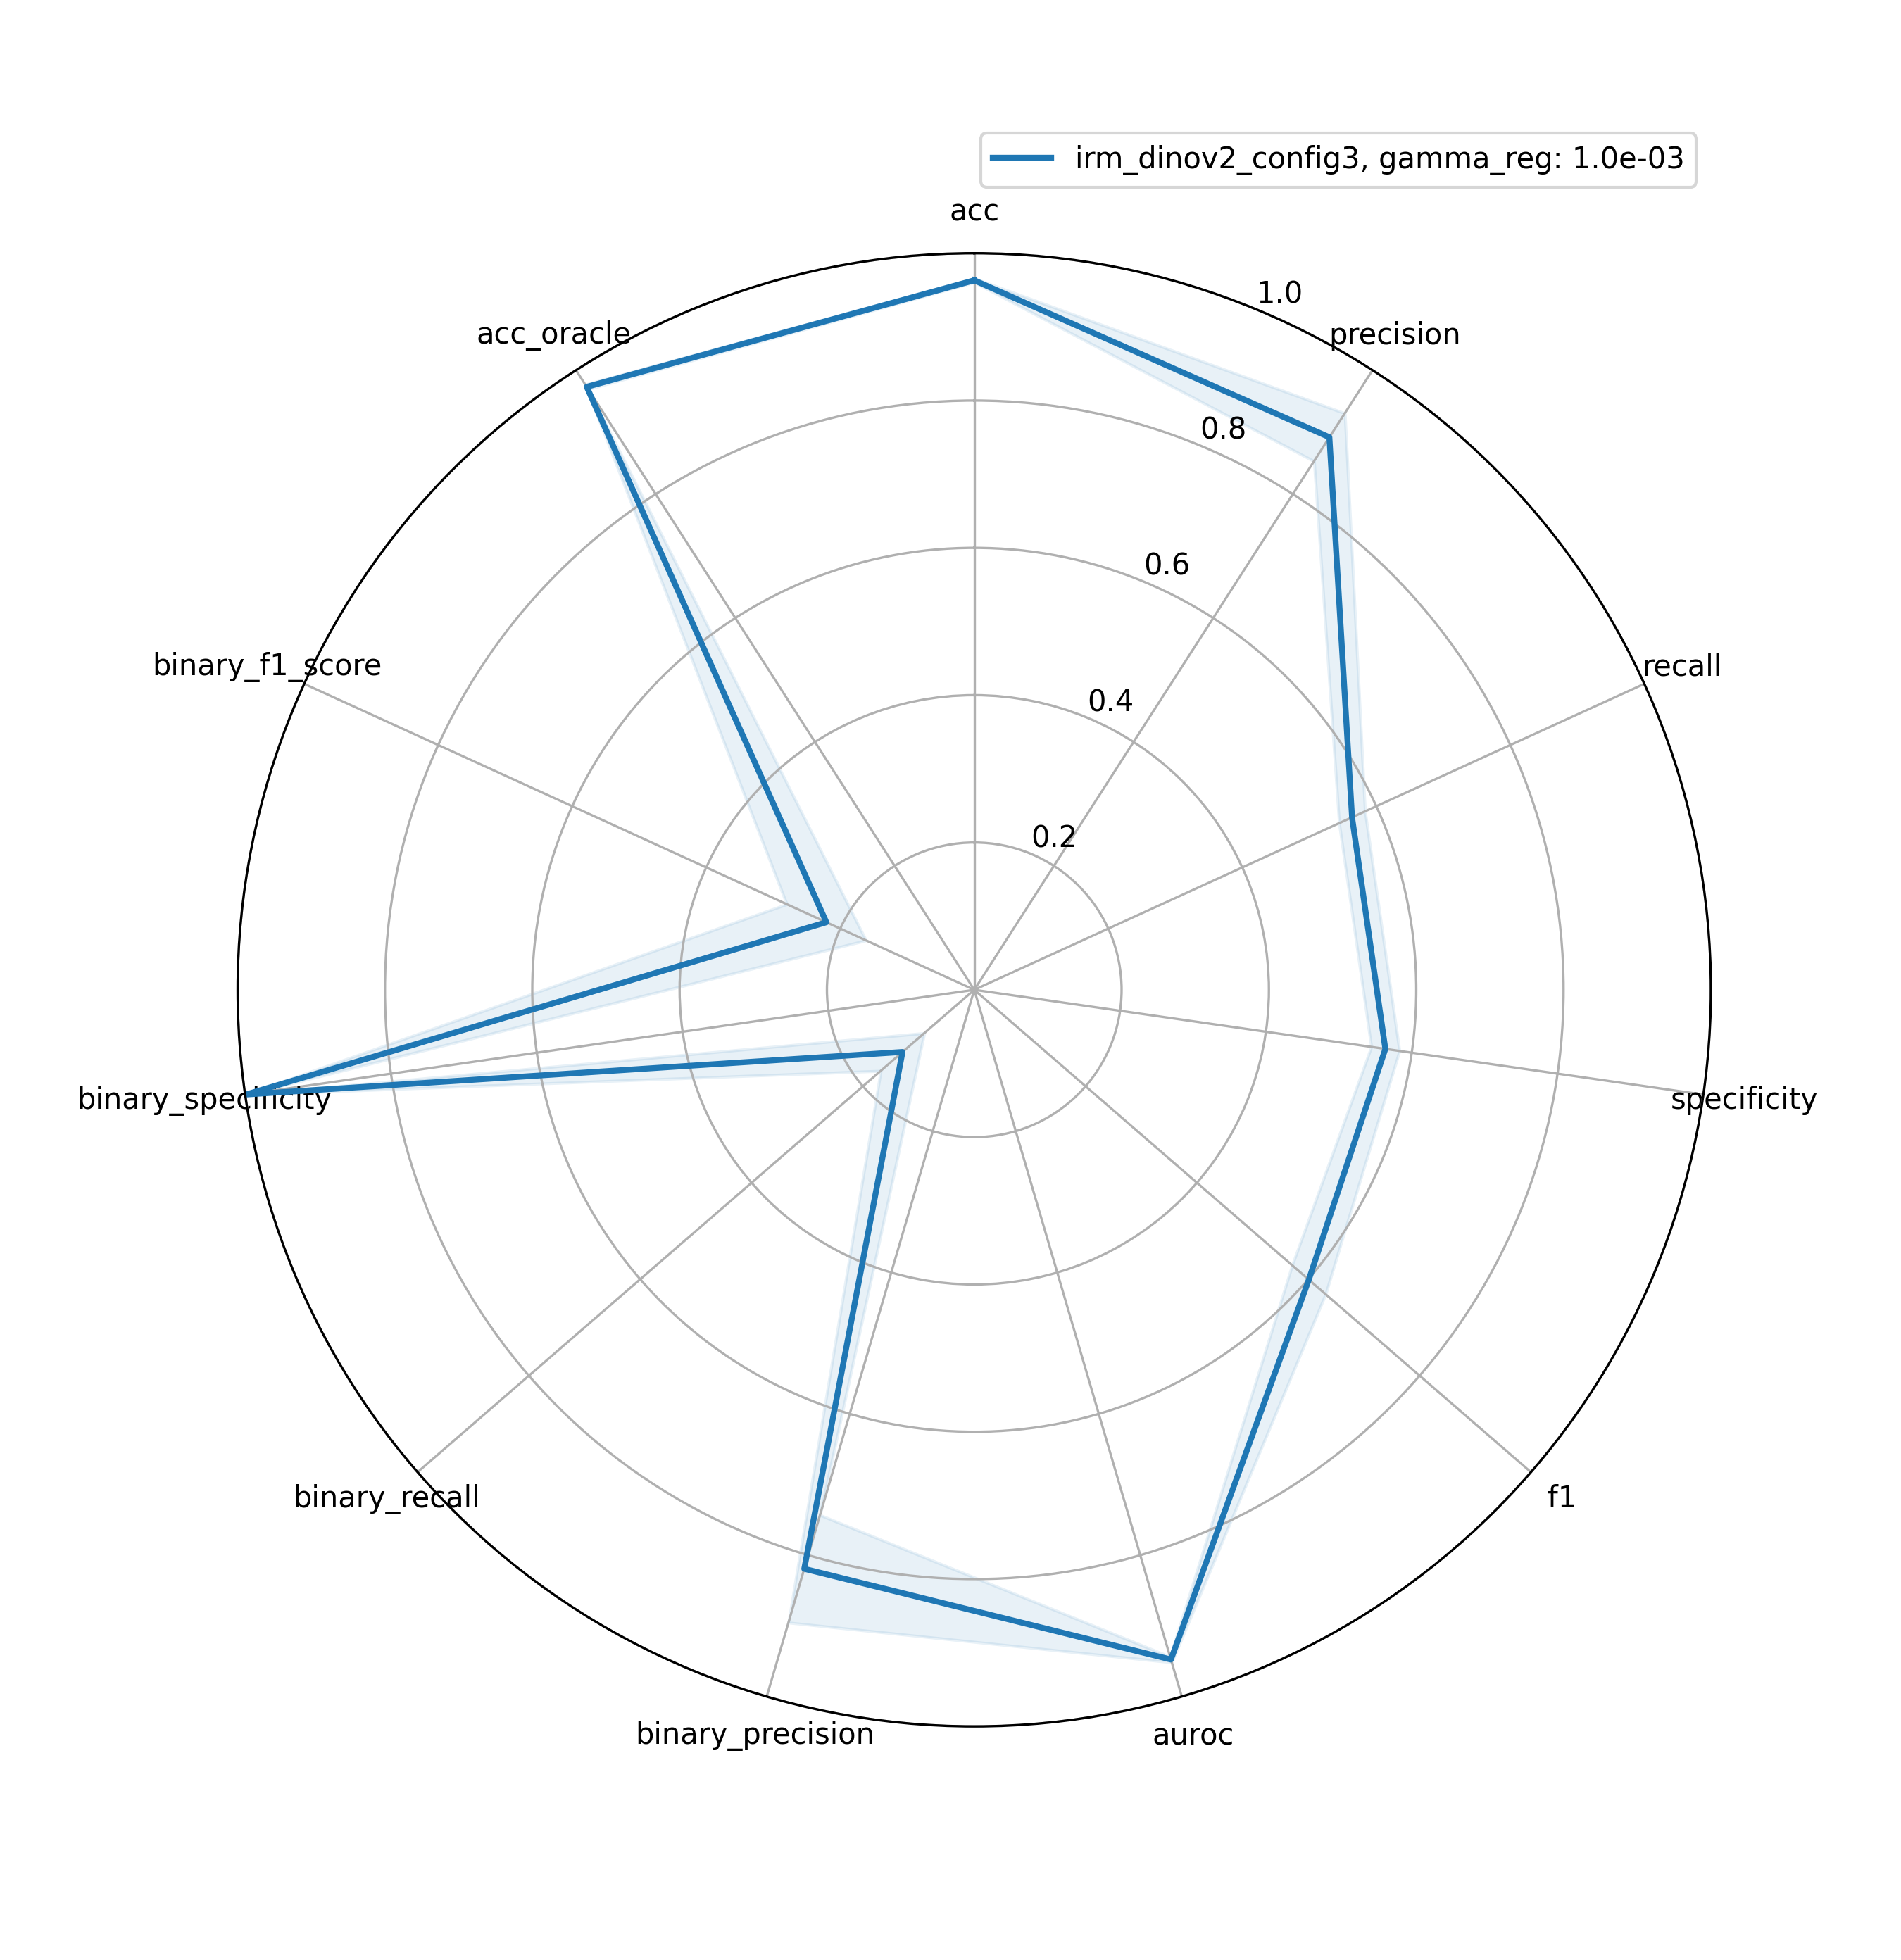 irm_dinov2_config3, gamma_reg: 1.0e-03
acc
1.0
acc_oracle
precision
0.8
0.6
binary_f1_score
recall
0.4
0.2
binary_specificity
specificity
binary_recall
f1
binary_precision
auroc